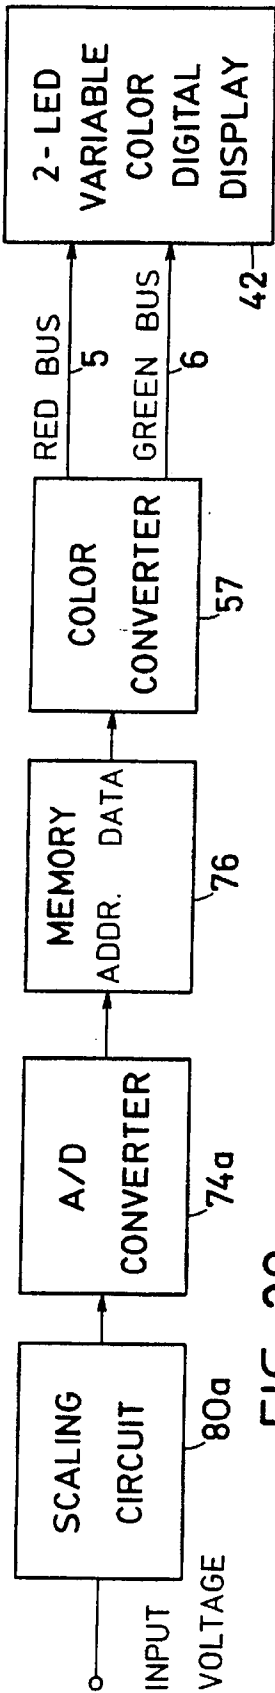 INPUT
VOLTAGE
SCALING
CIRCUIT
80a
A/D
CONVERTER
74a
MEMORY
ADDR. DATA
76
COLOR
CONVERTER
57
RED BUS
5
GREEN BUS
6
2-LED
VARIABLE
COLOR
DIGITAL
DISPLAY
42